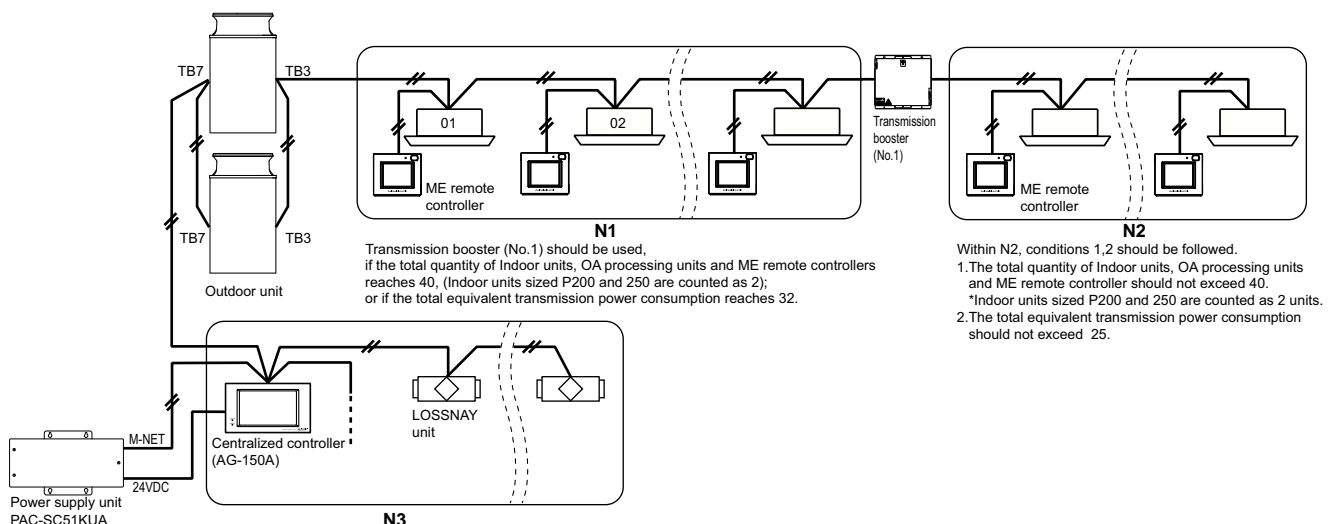 TB7
TB3
01
02
ME remote
controller
Transmission
booster
(No.1)
ME remote
controller
TB7
TB3
Outdoor unit
N1
Transmission booster (No.1) should be used,
if the total quantity of Indoor units, OA processing units and ME remote controllers
reaches 40, (Indoor units sized P200 and 250 are counted as 2);
or if the total equivalent transmission power consumption reaches 32.
N2
Within N2, conditions 1,2 should be followed.
1.The total quantity of Indoor units, OA processing units
and ME remote controller should not exceed 40.
*Indoor units sized P200 and 250 are counted as 2 units.
2.The total equivalent transmission power consumption
should not exceed 25.
LOSSNAY
unit
Centralized controller
(AG-150A)
M-NET
24VDC
Power supply unit
PAC-SC51KUA
N3